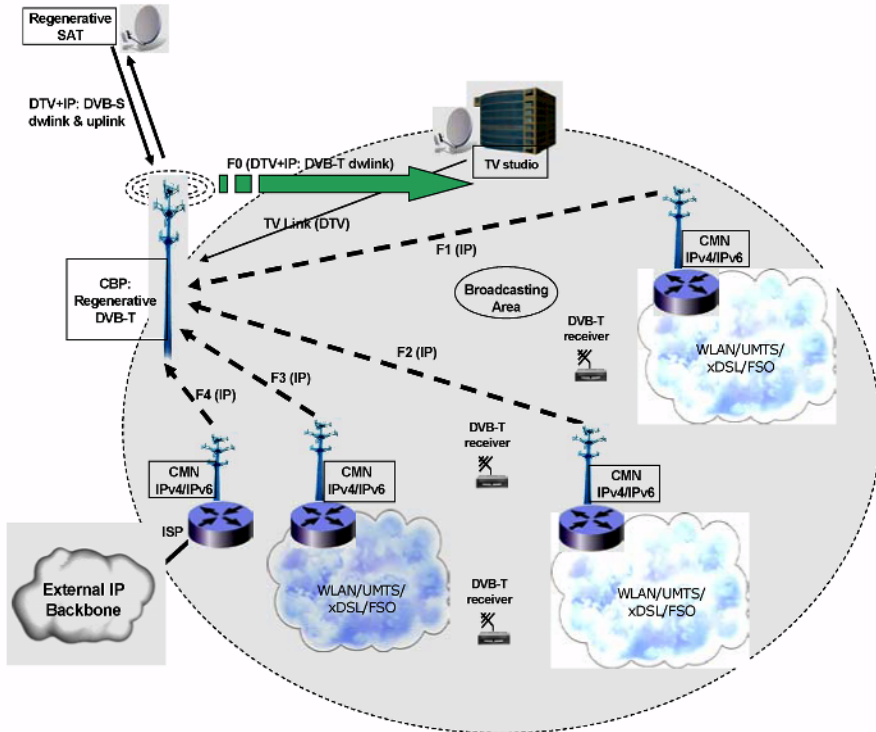 Regenerative
SAT
DTV+IP: DVB-S
dwlink & uplink
F0 (DTV+IP: DVB-T dwlink)
TV studio
TV Link (DTV)
F1 (IP)
CMN
IPv4/IPv6
CBP:
Regenerative
DVB-T
Broadcasting
Area
DVB-T
receiver
WLAN/UMTS/
xDSL/FSO
F2 (IP)
F3 (IP)
F4 (IP)
DVB-T
receiver
CMN
IPv4/IPv6
CMN
IPv4/IPv6
CMN
IPv4/IPv6
ISP
External IP
Backbone
WLAN/UMTS/
xDSL/FSO
DVB-T
receiver
WLAN/UMTS/
xDSL/FSO